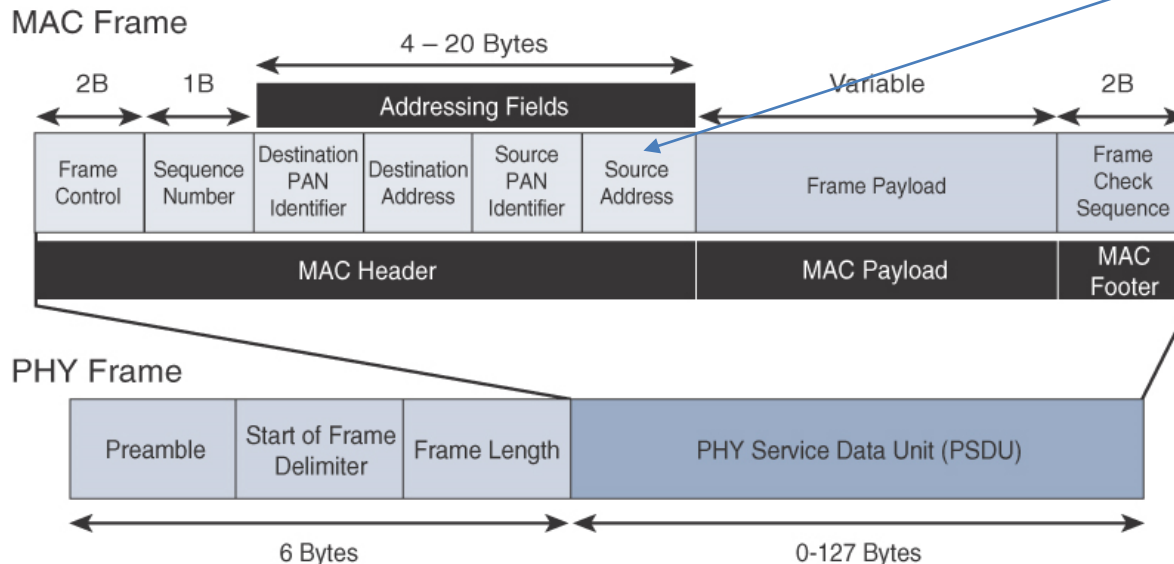 MAC Frame
4 – 20 Bytes
2B
1B
Variable
2B
Addressing Fields
Frame
Control
Sequence
Number
Destination
PAN
Identifier
Destination
Address
Source
PAN
Identifier
Source
Address
Frame Payload
Frame
Check
Sequence
MAC Header
MAC Payload
MAC
Footer
PHY Frame
Preamble
Start of Frame
Delimiter
Frame Length
PHY Service Data Unit (PSDU)
6 Bytes
0-127 Bytes